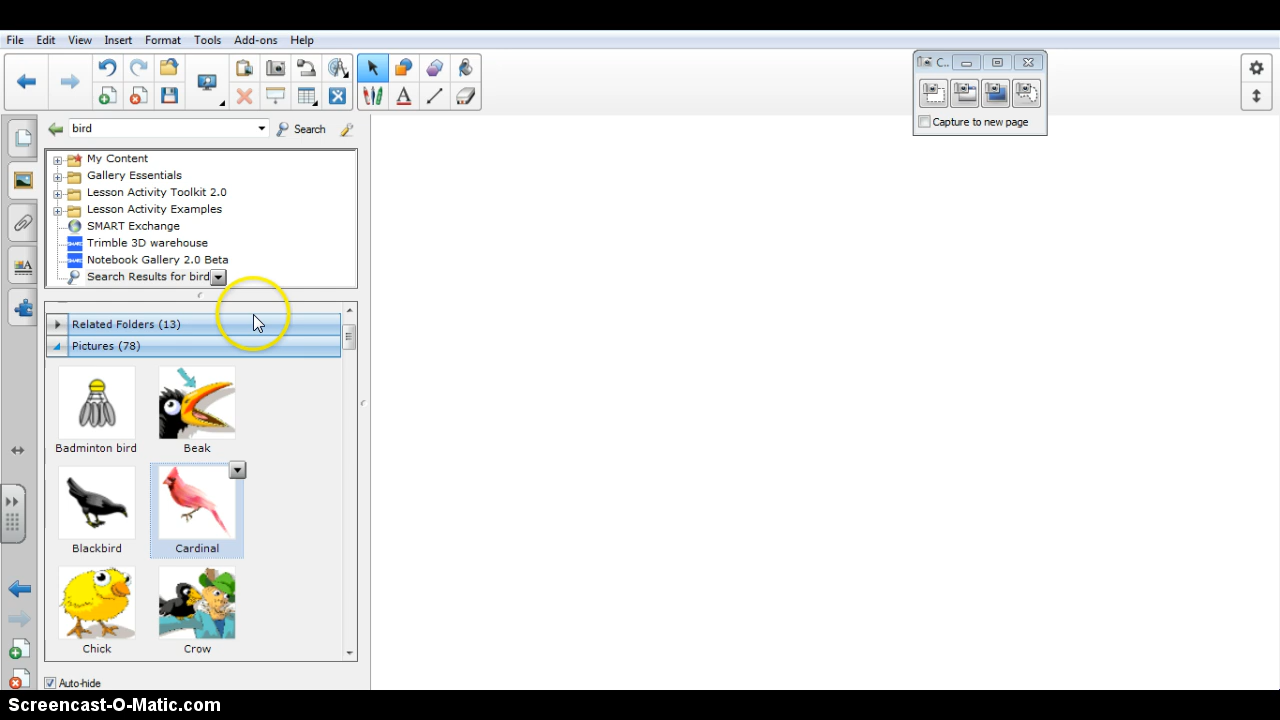 File Edit View Insert Format Tools Add-ons Help
C..
Capture to new page
bird Search
My Content
Gallery Essentials
Lesson Activity Toolkit 2.0
Lesson Activity Examples
SMART Exchange
Trimble 3D warehouse
Notebook Gallery 2.0 Beta
Search Results for bird
Related Folders (13)
Pictures (78)
Badminton bird Beak
Blackbird Cardinal
Chick Crow
Auto-hide
Screencast-O-Matic.com